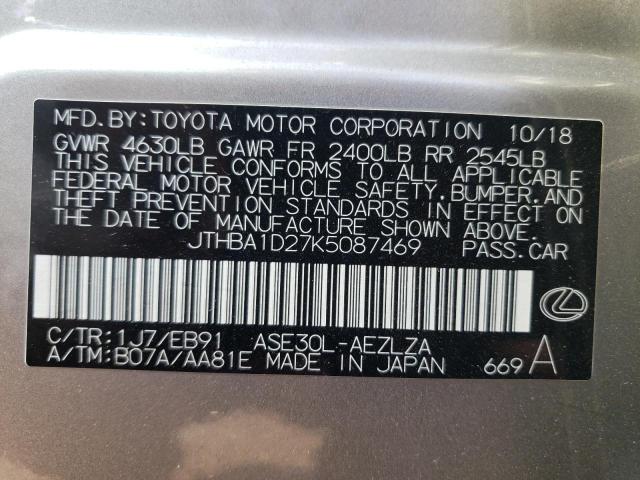 MFD.BY:TOYOTA MOTOR CORPORATION 10/18
GVWR 4630LB GAWR FR 2400LB RR 2545LB
THIS VEHICLE CONFORMS TO ALL APPLICABLE
FEDERAL MOTOR VEHICLE SAFETY,BUMPER,AND
THEFT PREVENTION STANDARDS IN EFFECT ON
THE DATE OF MANUFACTURE SHOWN ABOVE.
JTHBA1D27K5087469 PASS.CAR
C/TR:1J7/EB91 ASE30L-AEZLZA
A/TM:B07A/AA81E MADE IN JAPAN 669 A